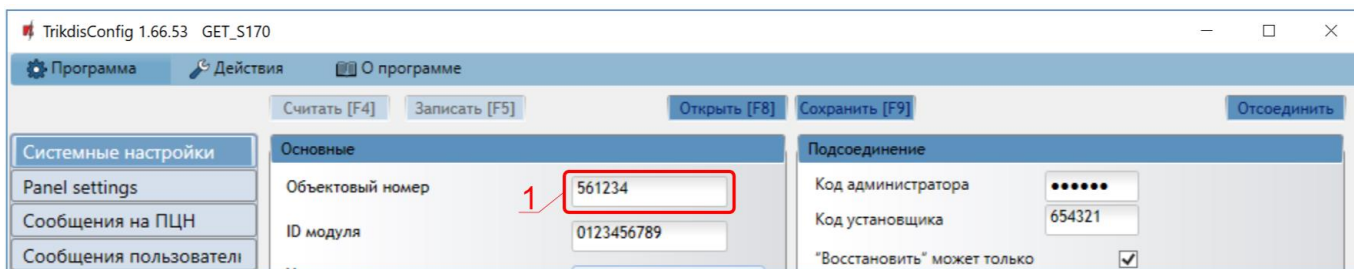 TrikdisConfig 1.66.53 GET_S170
Программа Действия О программе
Считать [F4] Записать [F5] Открыть [F8] Сохранить [F9] Отсоединить
Системные настройки
Panel settings
Сообщения на ПЦН
Сообщения пользовател
Основные
Объектовый номер 1 561234
ID модуля 0123456789
Подсоединение
Код администратора ••••••
Код установщика 654321
"Восстановить" может только